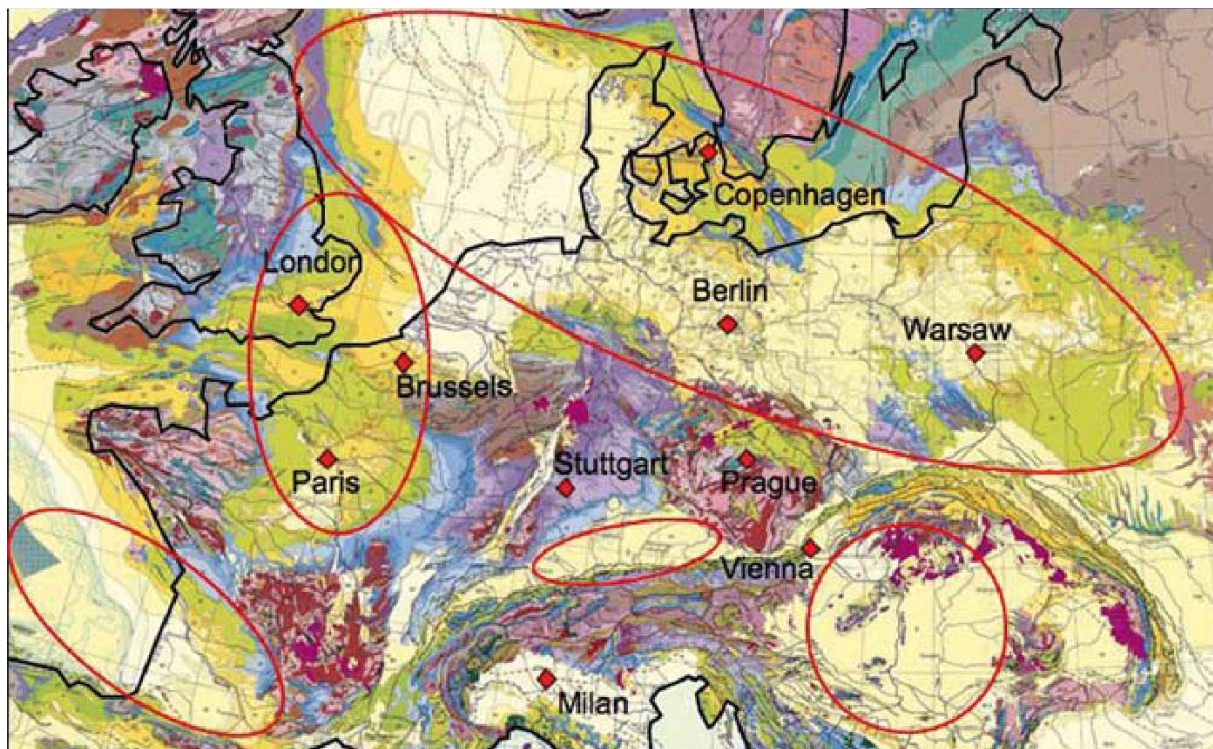 Copenhagen
London
Berlin
Warsaw
Brussels
Stuttgart
Paris
Prague
Vienna
Milan